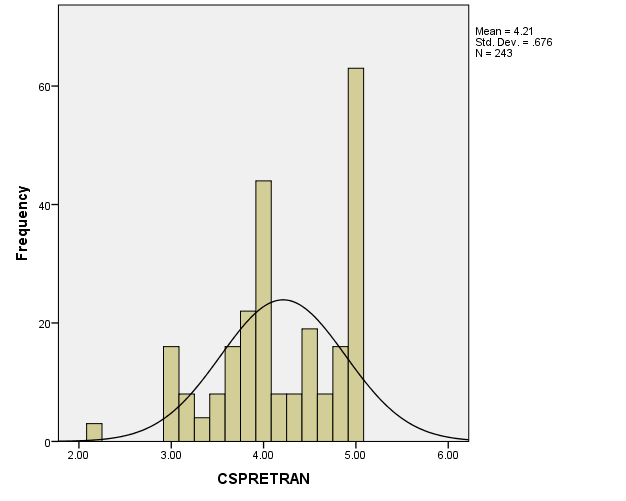 Mean = 4.21
Std. Dev. = .676
N = 243
60
40
20
0
Frequency
2.00 3.00 4.00 5.00 6.00
CSPRETRAN